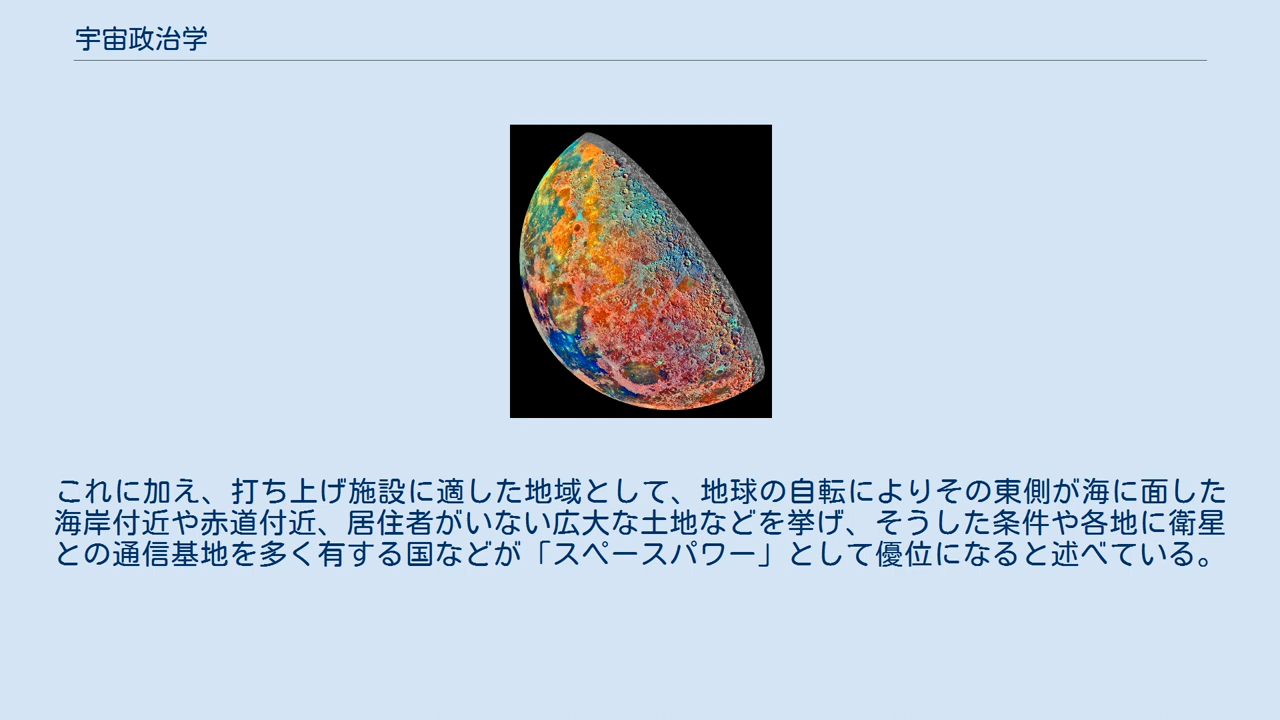 宇宙政治学
これに加え、打ち上げ施設に適した地域として、地球の自転によりその東側が海に面した
海岸付近や赤道付近、居住者がいない広大な土地などを挙げ、そうした条件や各地に衛星
との通信基地を多く有する国などが「スペースパワー」として優位になると述べている。